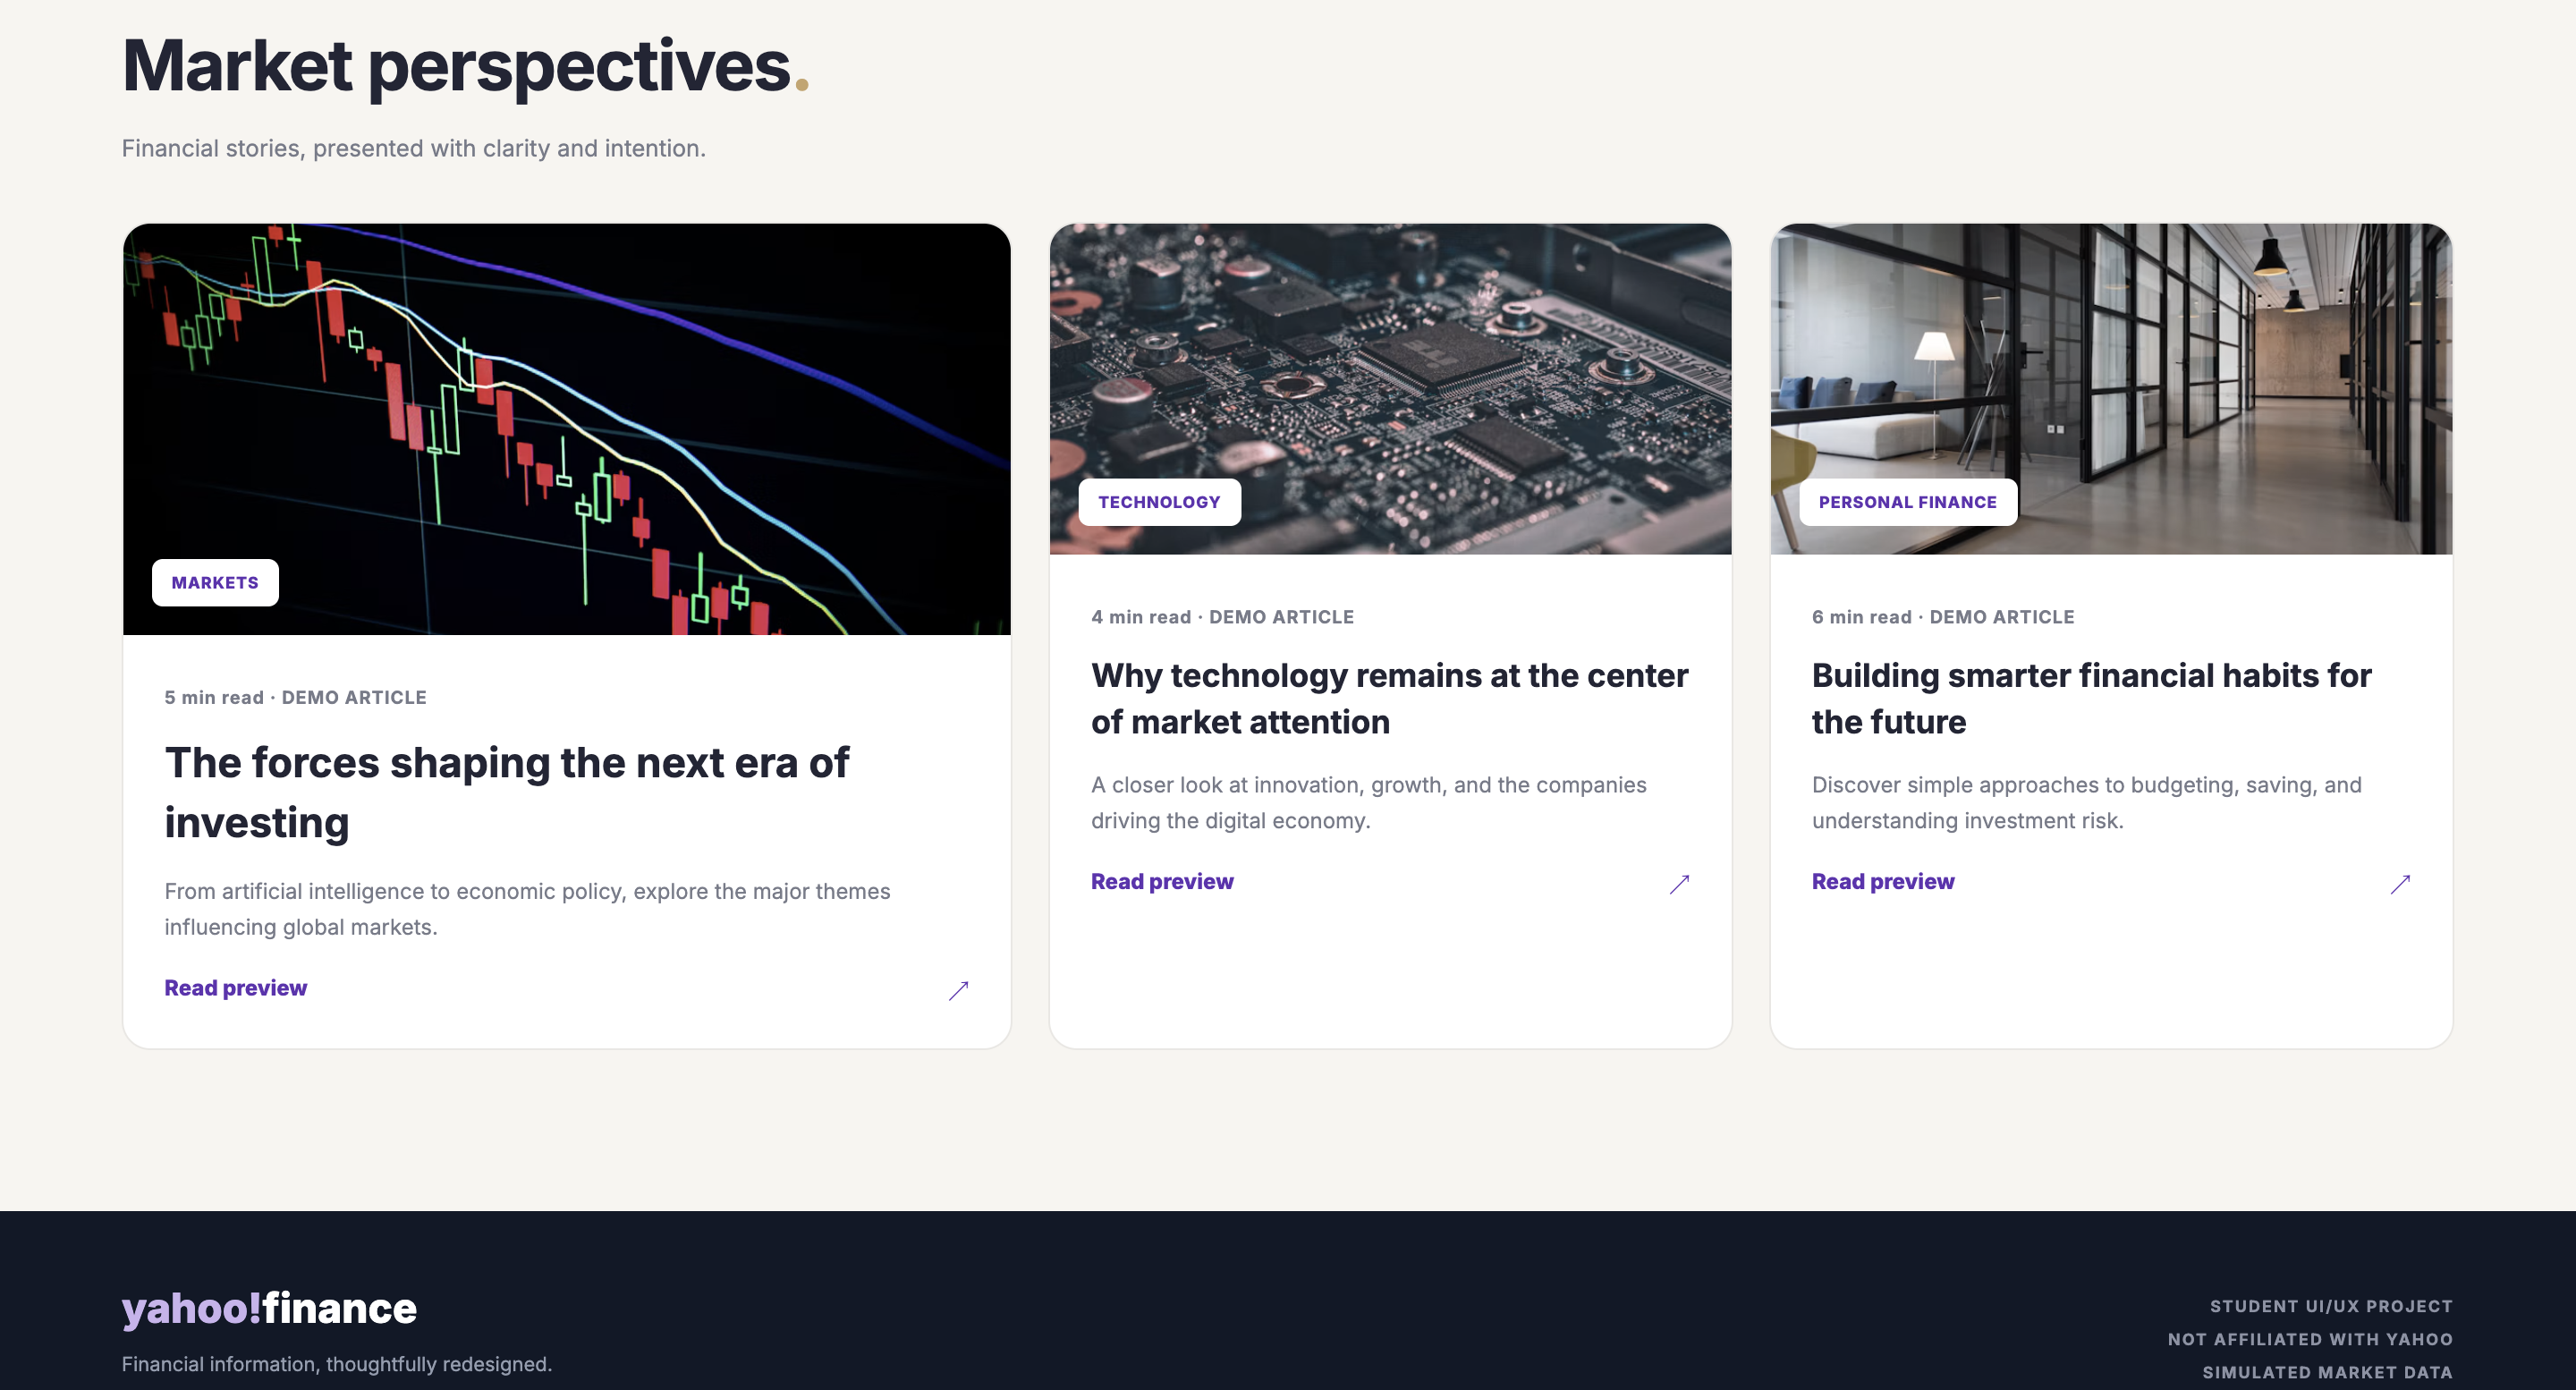 Market perspectives.
Financial stories, presented with clarity and intention.
MARKETS
5 min read · DEMO ARTICLE
The forces shaping the next era of
investing
From artificial intelligence to economic policy, explore the major themes
influencing global markets.
Read preview ↗
TECHNOLOGY
4 min read · DEMO ARTICLE
Why technology remains at the center
of market attention
A closer look at innovation, growth, and the companies
driving the digital economy.
Read preview ↗
PERSONAL FINANCE
6 min read · DEMO ARTICLE
Building smarter financial habits for
the future
Discover simple approaches to budgeting, saving, and
understanding investment risk.
Read preview ↗
yahoo!finance
Financial information, thoughtfully redesigned.
STUDENT UI/UX PROJECT
NOT AFFILIATED WITH YAHOO
SIMULATED MARKET DATA